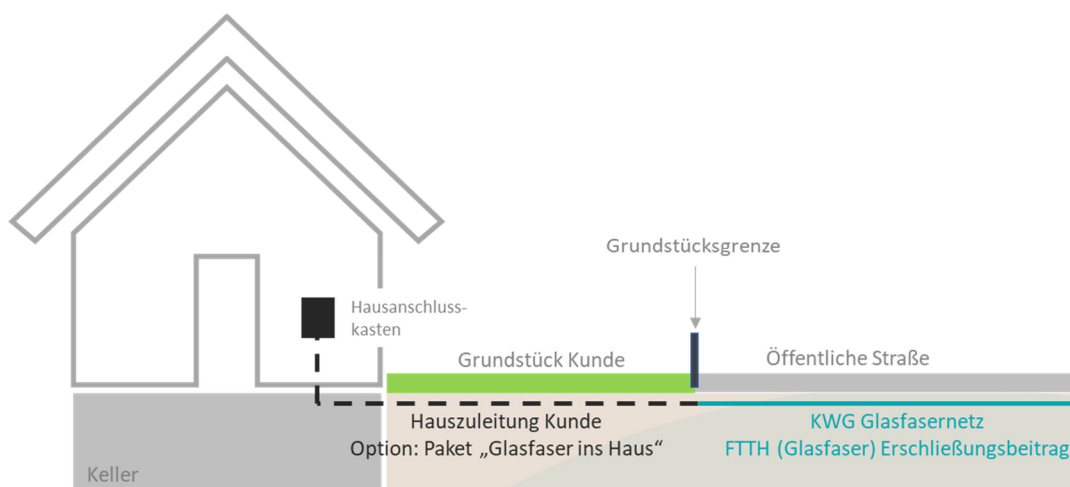 Grundstücksgrenze
Hausanschluss-
kasten
Grundstück Kunde
Öffentliche Straße
Hauszuleitung Kunde
Option: Paket „Glasfaser ins Haus“
KWG Glasfasernetz
FTTH (Glasfaser) Erschließungsbeitrag
Keller